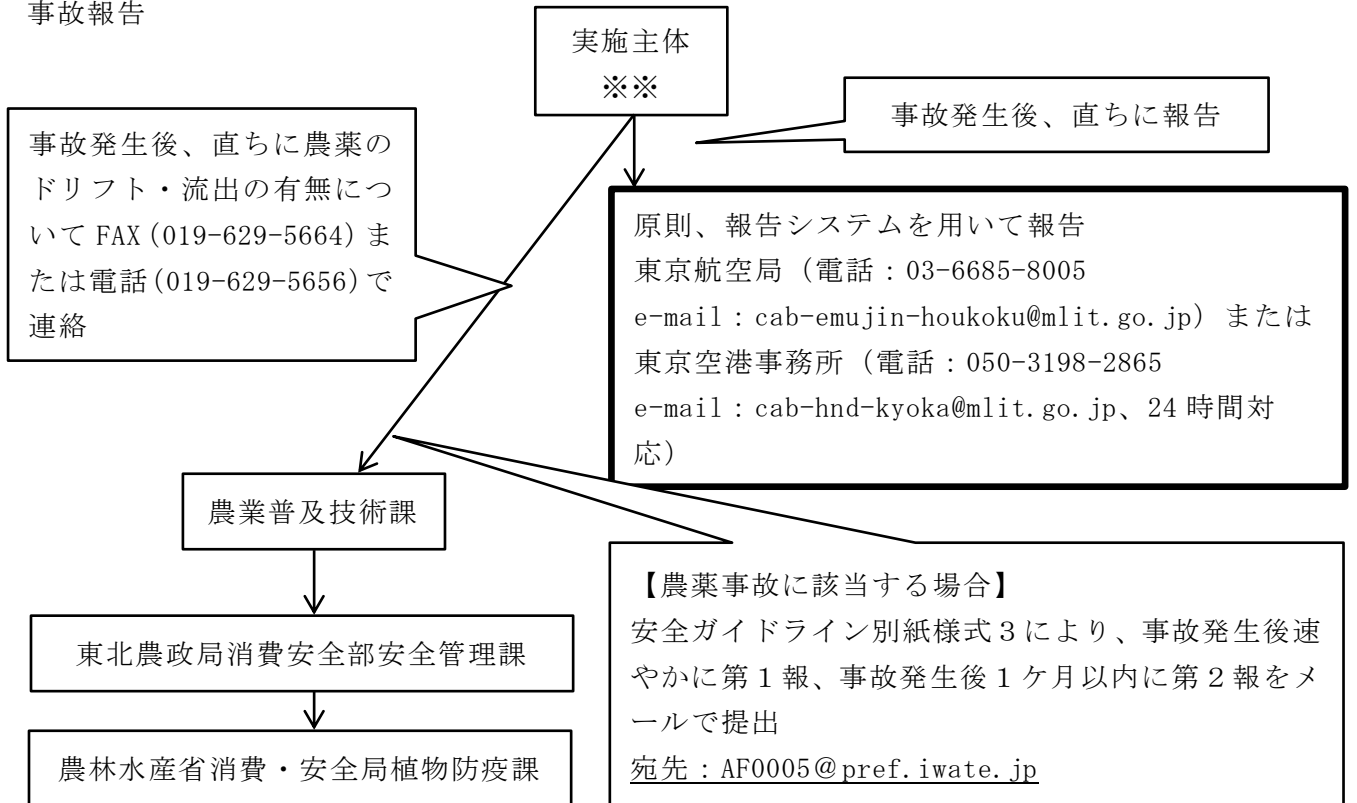 事故報告
実施主体
※※
事故発生後、直ちに報告
事故発生後、直ちに農薬の
ドリフト・流出の有無につ
いて FAX(019-629-5664)ま
たは電話(019-629-5656)で
連絡
原則、報告システムを用いて報告
東京航空局（電話：03-6685-8005
e-mail：cab-emujin-houkoku@mlit.go.jp）または
東京空港事務所（電話：050-3198-2865
e-mail：cab-hnd-kyoka@mlit.go.jp、24 時間対
応）
農業普及技術課
東北農政局消費安全部安全管理課
農林水産省消費・安全局植物防疫課
【農薬事故に該当する場合】
安全ガイドライン別紙様式３により、事故発生後速
やかに第１報、事故発生後１ケ月以内に第２報をメ
ールで提出
宛先：AF0005@pref.iwate.jp